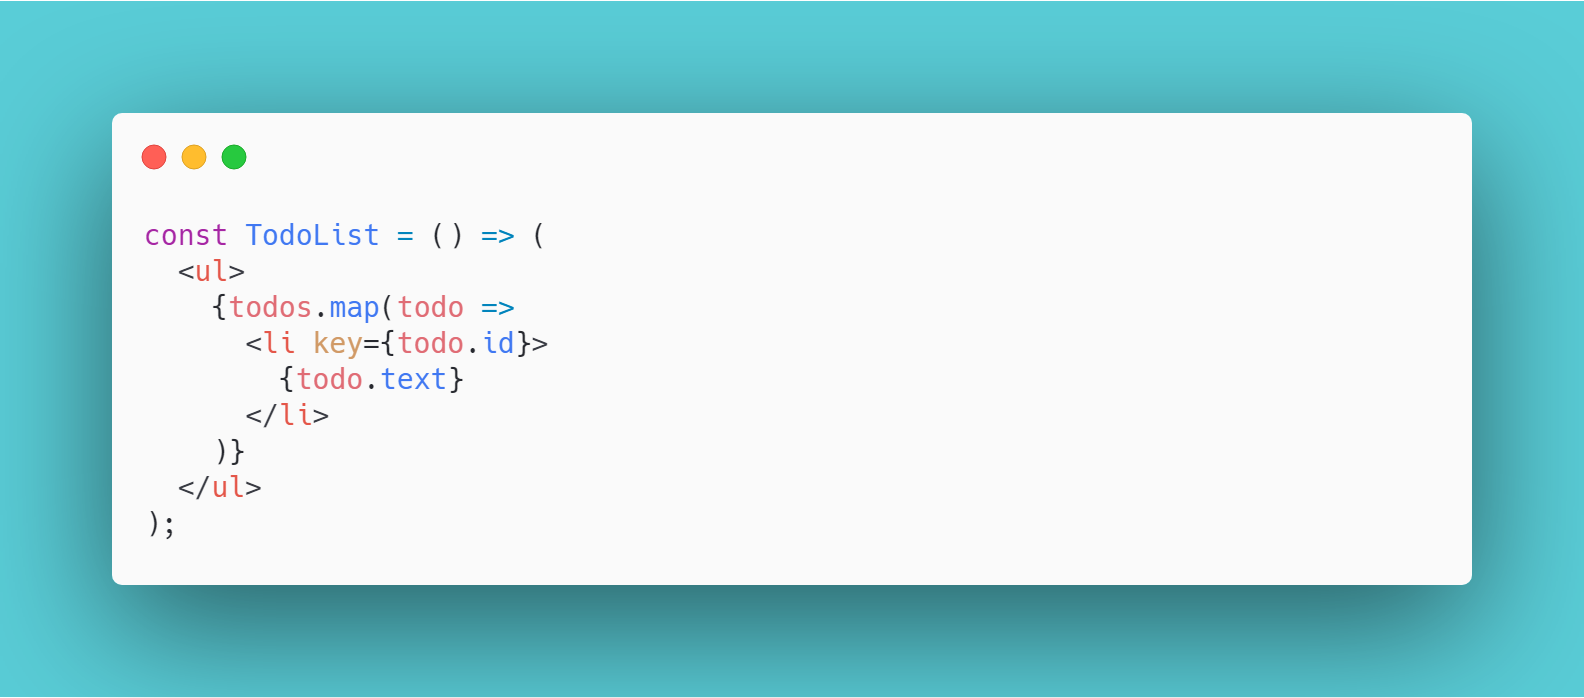 const TodoList = () => (
  <ul>
    {todos.map(todo =>
      <li key={todo.id}>
        {todo.text}
      </li>
    )}
  </ul>
);